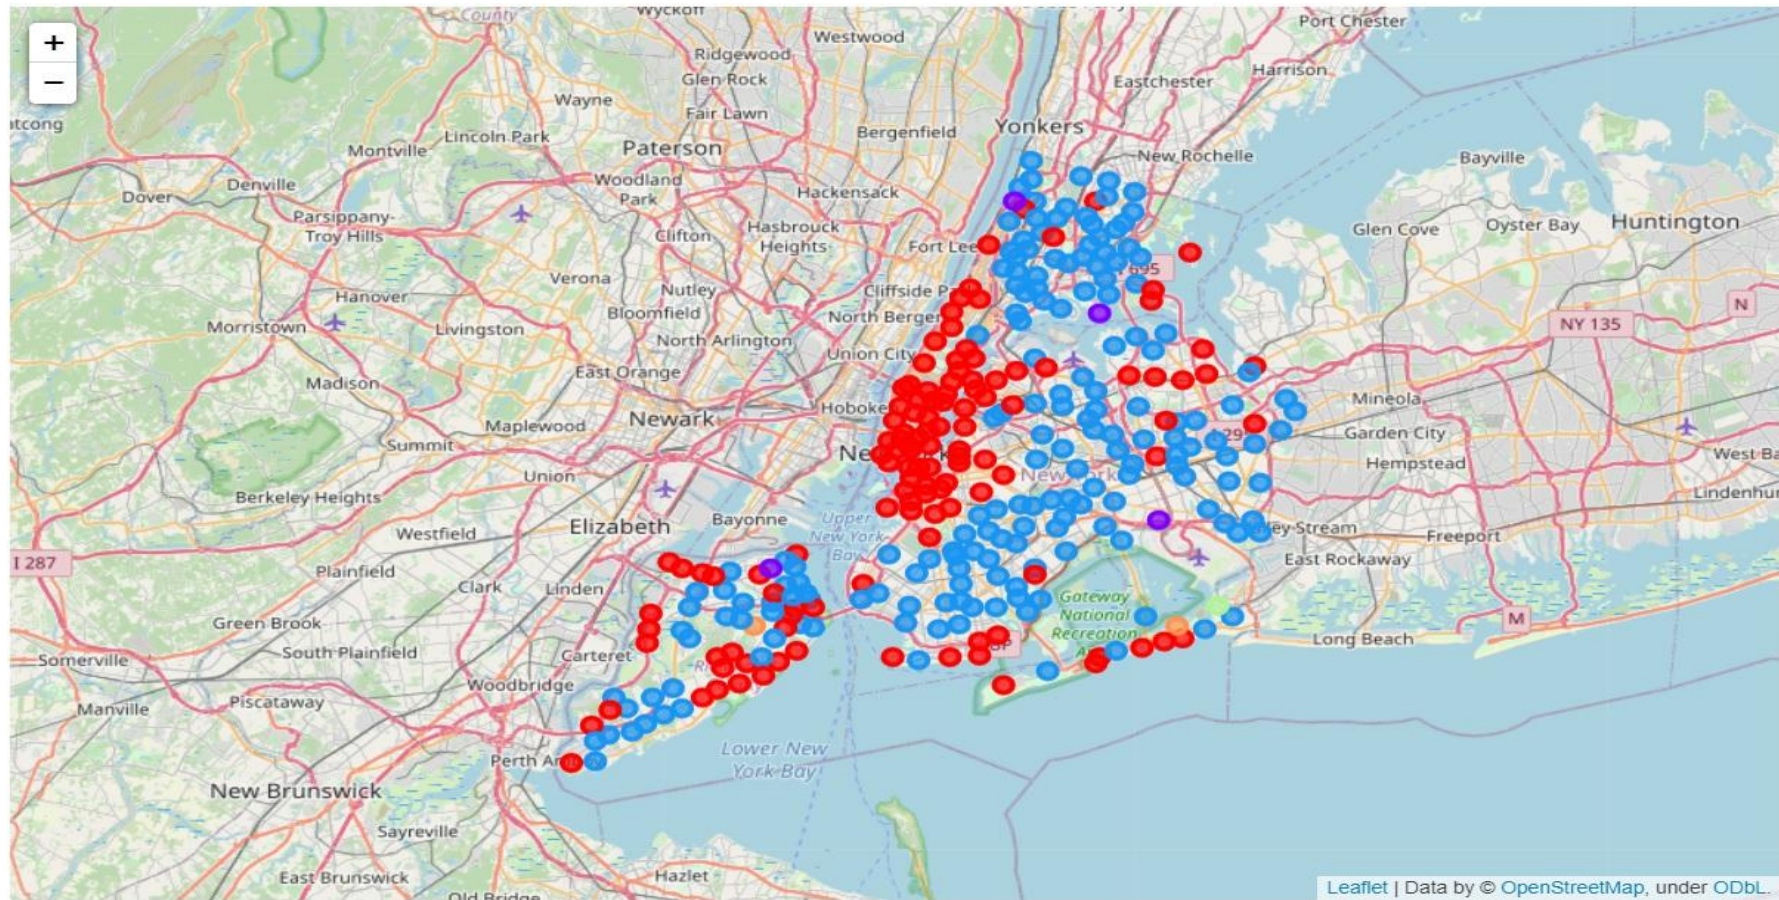 +
−
County
Wyckoff
Port Chester
Westwood
Ridgewood
Glen Rock
Eastchester
Harrison
Wayne
Fair Lawn
Lincoln Park
Bergenfield
Yonkers
Montville
Paterson
New Rochelle
Bayville
Dover
Denville
Woodland
Park
Hackensack
Parsippany-
Troy Hills
Hasbrouck
Heights
Clifton
Fort Lee
Glen Cove
Oyster Bay
Huntington
Verona
695
Hanover
Nutley
Cliffside
N
Morristown
Livingston
Bloomfield
North Bergen
NY 135
North Arlington
Union City
Madison
East Orange
Mineola
Newark
Hoboke
Maplewood
Garden City
Summit
Union
New York
Hempstead
West Ba
Berkeley Heights
Lindenhur
Westfield
Elizabeth
Bayonne
Upper
New York
Bay
ley Stream
Freeport
East Rockaway
I 287
Plainfield
Clark
Linden
Gateway
National
Recreation
Green Brook
M
Long Beach
Somerville
South Plainfield
Carteret
Woodbridge
Manville
Piscataway
Lower New
York Bay
Perth Am
New Brunswick
Sayreville
East Brunswick
Hazlet
Old Bridge
Leaflet | Data by © OpenStreetMap, under ODbL.